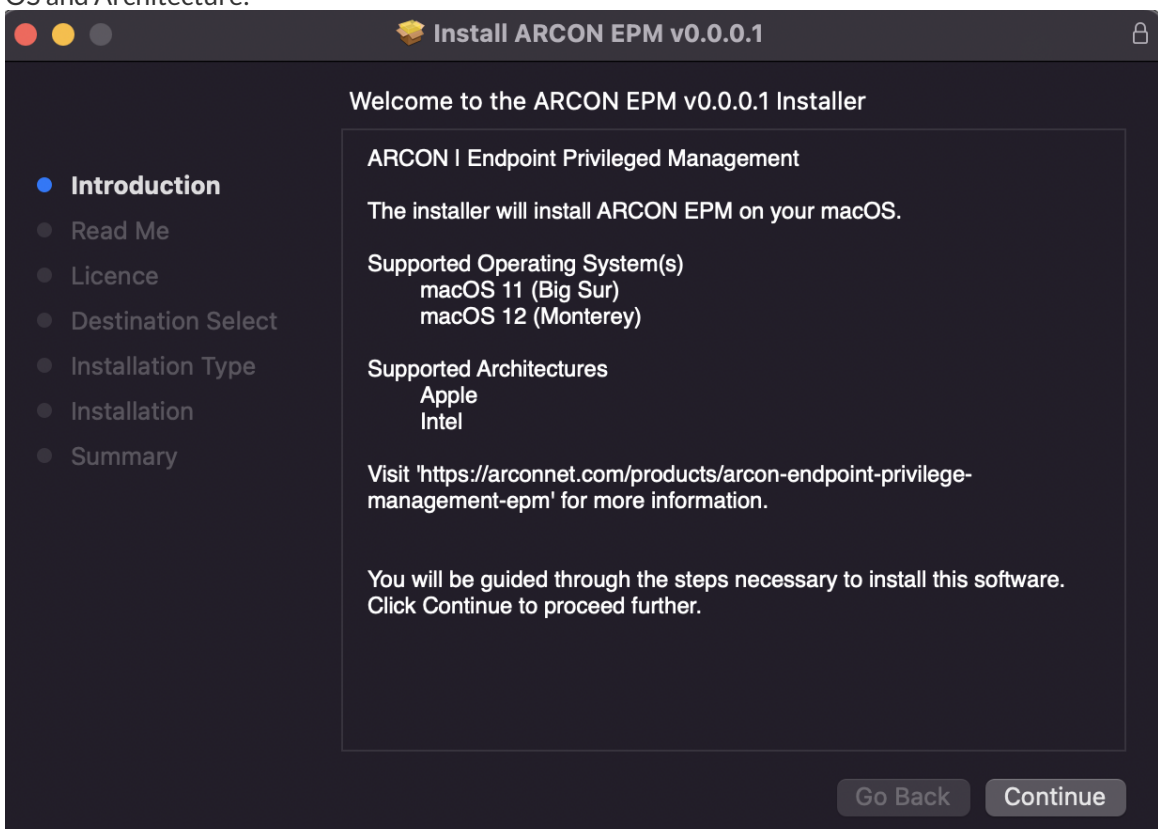 OS and Architecture.
Install ARCON EPM v0.0.0.1
Welcome to the ARCON EPM v0.0.0.1 Installer
Introduction
Read Me
Licence
Destination Select
Installation Type
Installation
Summary
ARCON | Endpoint Privileged Management
The installer will install ARCON EPM on your macOS.
Supported Operating System(s)
macOS 11 (Big Sur)
macOS 12 (Monterey)
Supported Architectures
Apple
Intel
Visit 'https://arconnet.com/products/arcon-endpoint-privilege-
management-epm' for more information.
You will be guided through the steps necessary to install this software.
Click Continue to proceed further.
Go Back
Continue